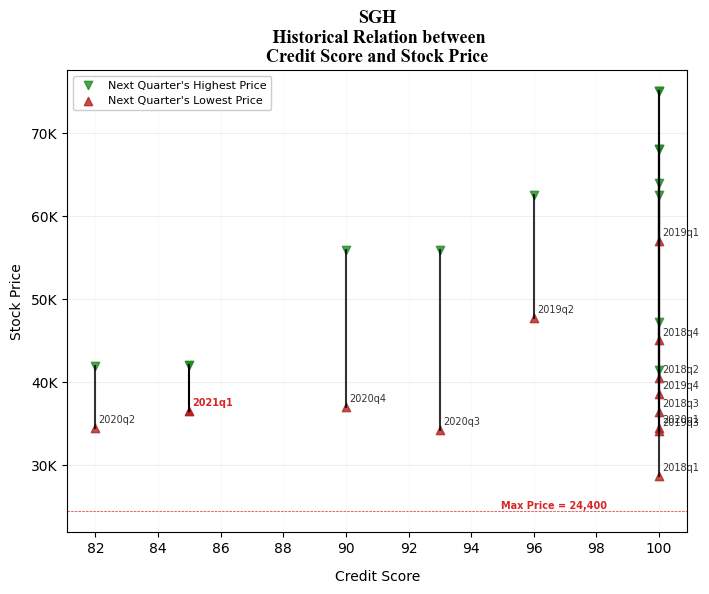 SGH
Historical Relation between
Credit Score and Stock Price
Next Quarter's Highest Price
Next Quarter's Lowest Price
70K
60K
50K
40K
30K
Stock Price
2019q1
2019q2
2018q4
2018q2
2019q4
2021q1
2020q4
2018q3
2020q2
2020q3
2020q1
2019q3
2018q1
Max Price = 24,400
82
84
86
88
90
92
94
96
98
100
Credit Score